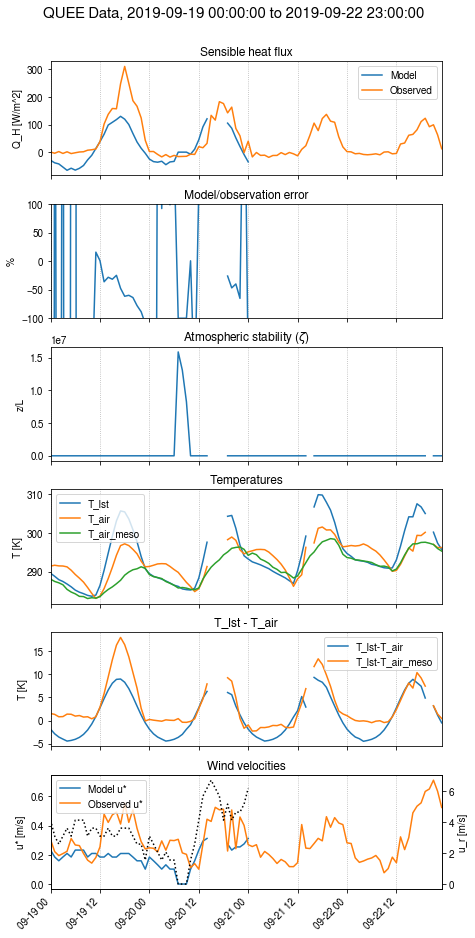 QUEE Data, 2019-09-19 00:00:00 to 2019-09-22 23:00:00
Sensible heat flux
Q_H [W/m^2]
300
200
100
0
Model
Observed
Model/observation error
%
100
50
0
−50
−100
Atmospheric stability (ζ)
1e7
z/L
1.5
1.0
0.5
0.0
Temperatures
T [K]
310
300
290
T_lst
T_air
T_air_meso
T_lst - T_air
T [K]
15
10
5
0
−5
T_lst-T_air
T_lst-T_air_meso
Wind velocities
u* [m/s]
0.6
0.4
0.2
0.0
Model u*
Observed u*
6
4
2
0
u_r [m/s]
09-19 00
09-19 12
09-20 00
09-20 12
09-21 00
09-21 12
09-22 00
09-22 12